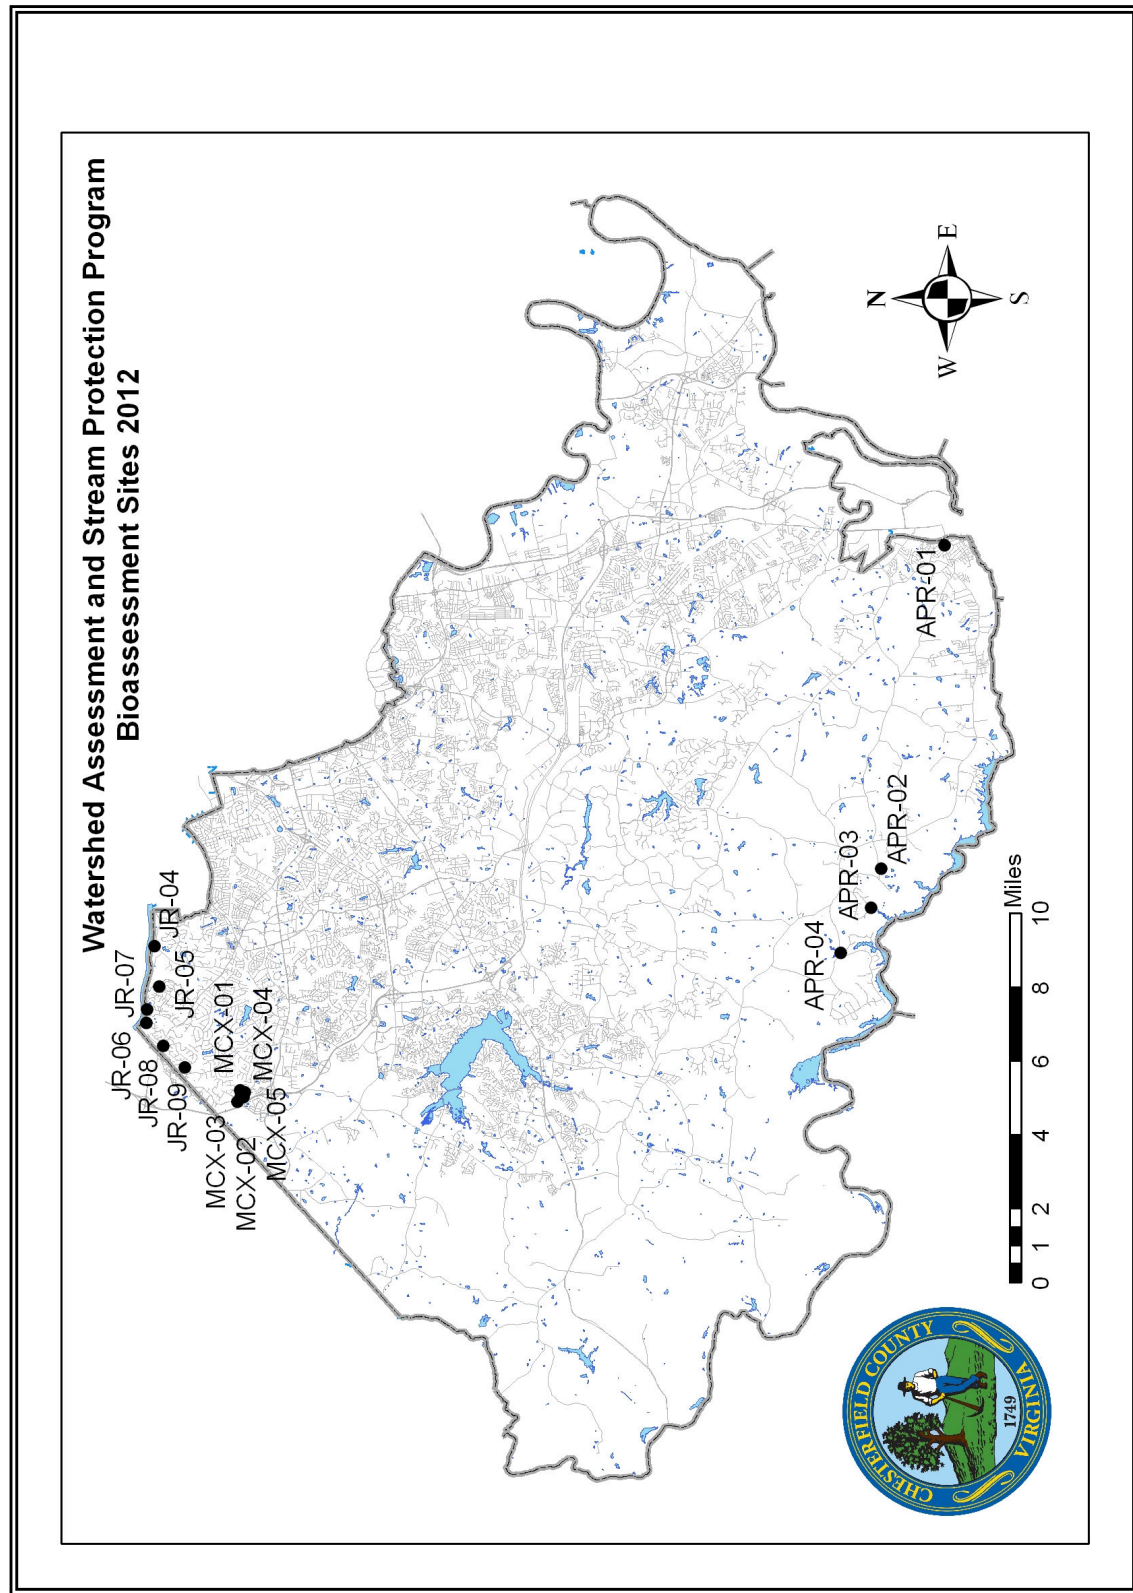 Watershed Assessment and Stream Protection Program
Bioassessment Sites 2012
JR-06
JR-07
JR-04
JR-08
JR-05
JR-09
MCX-01
MCX-03
MCX-04
MCX-02
MCX-05
APR-04
APR-03
APR-02
APR-01
N
W
E
S
0 1 2 4 6 8 10
Miles
CHESTERFIELD COUNTY
VIRGINIA
1749